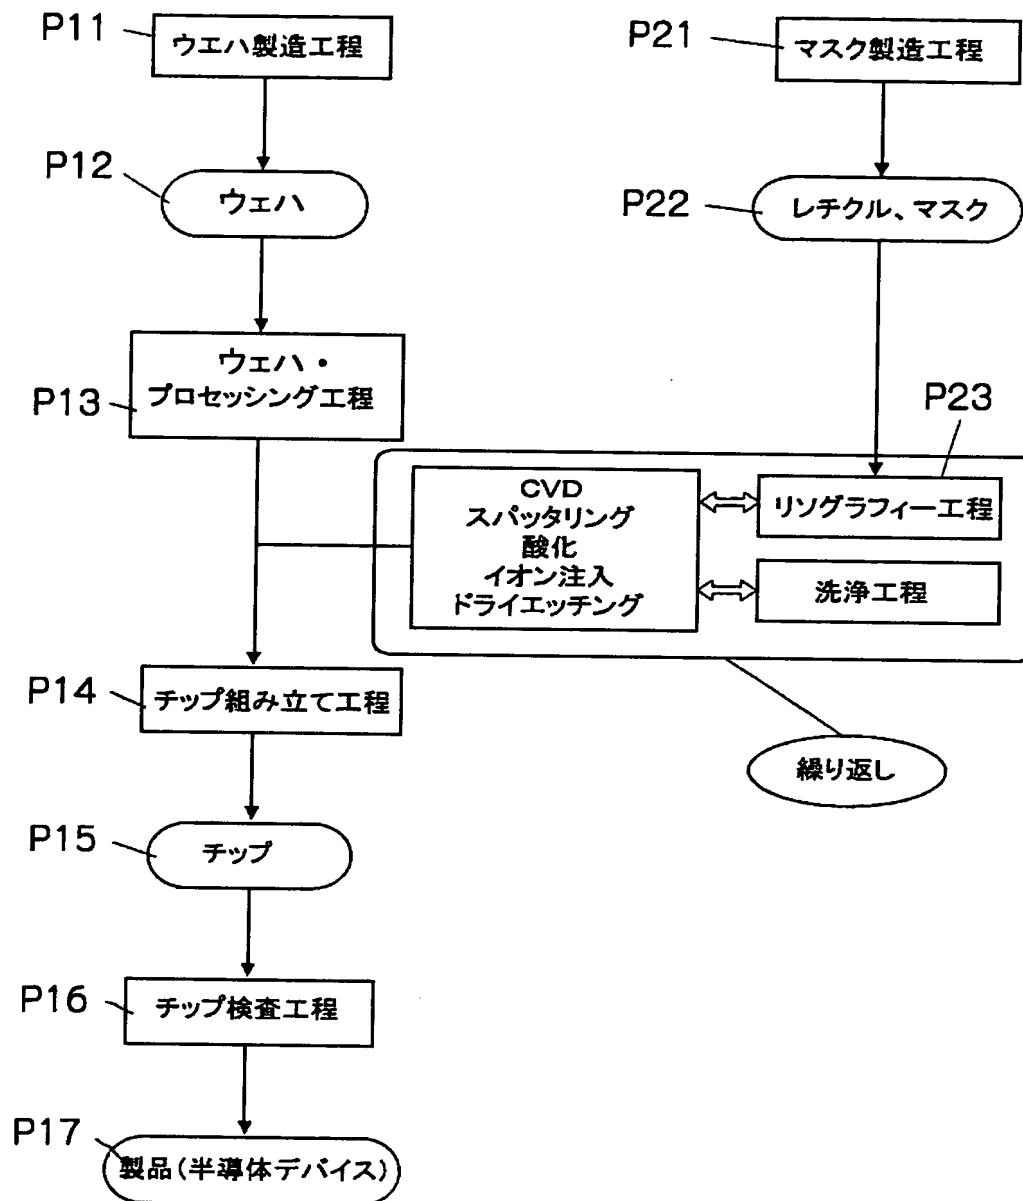 P11
ウエハ製造工程
P12
ウェハ
P13
ウェハ・
プロセッシング工程
P14
チップ組み立て工程
P15
チップ
P16
チップ検査工程
P17
製品(半導体デバイス)
P21
マスク製造工程
P22
レチクル、マスク
P23
CVD
スパッタリング
酸化
イオン注入
ドライエッチング
リソグラフィー工程
洗浄工程
繰り返し